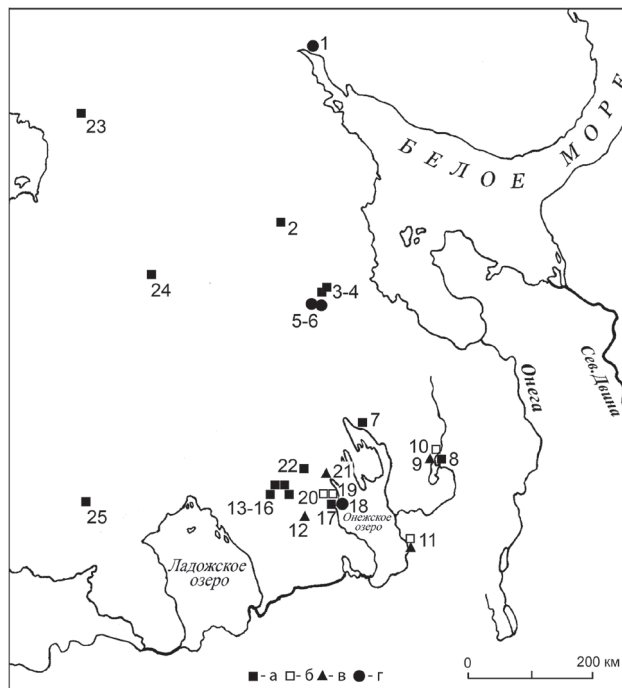 1
БЕЛОЕ МОРЕ
23
2
24
3-4
5-6
Онега
Сев.Двина
7
10
9 8
22 21
13-16 20 19
17 18
12
Онежское
озеро
11
25
Ладожское
озеро
■ - а □ - б ▲ - в ● - г
0 200 км